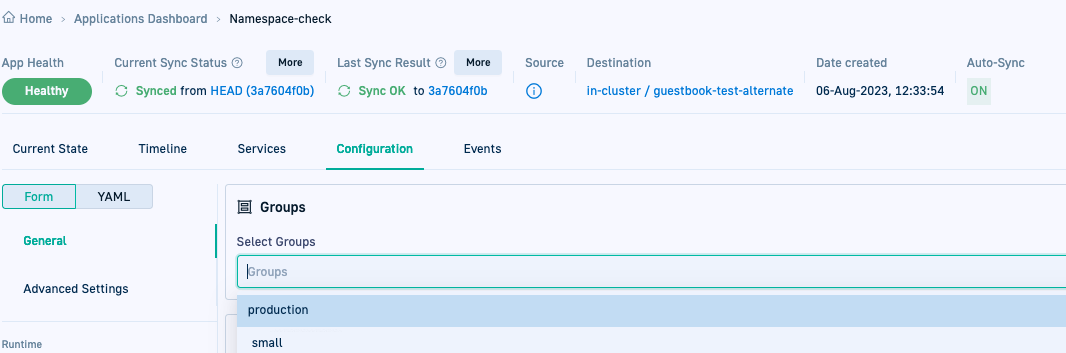 Home > Applications Dashboard > Namespace-check
App Health Current Sync Status More Last Sync Result More Source Destination Date created Auto-Sync
Healthy Synced from HEAD (3a7604f0b) Sync OK to 3a7604f0b in-cluster / guestbook-test-alternate 06-Aug-2023, 12:33:54 ON
Current State Timeline Services Configuration Events
Form YAML
Groups
General
Select Groups
Groups
Advanced Settings
production
small
Runtime